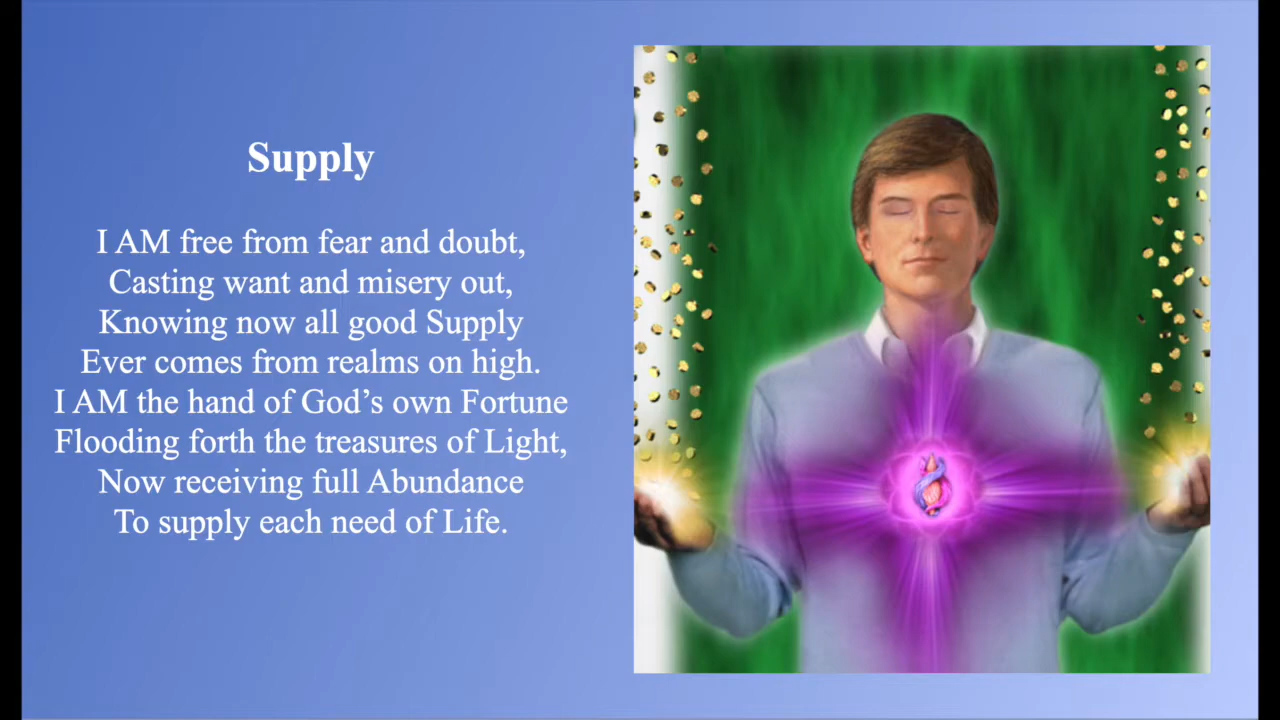 Supply
I AM free from fear and doubt,
Casting want and misery out,
Knowing now all good Supply
Ever comes from realms on high.
I AM the hand of God’s own Fortune
Flooding forth the treasures of Light,
Now receiving full Abundance
To supply each need of Life.